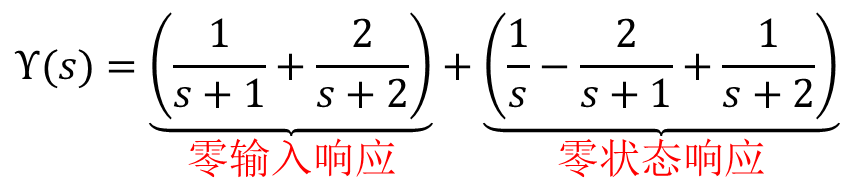 ϒ(s) = (1/(s + 1) + 2/(s + 2)) + (1/s − 2/(s + 1) + 1/(s + 2))
零输入响应 零状态响应